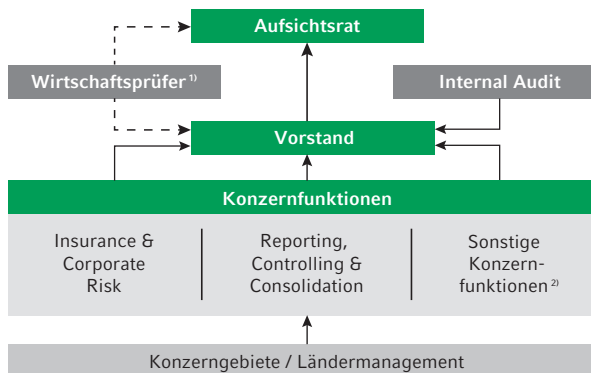 Aufsichtsrat
Wirtschaftsprüfer 1)
Internal Audit
Vorstand
Konzernfunktionen
Insurance &
Corporate
Risk
Reporting,
Controlling &
Consolidation
Sonstige
Konzern-
funktionen 2)
Konzerngebiete / Ländermanagement